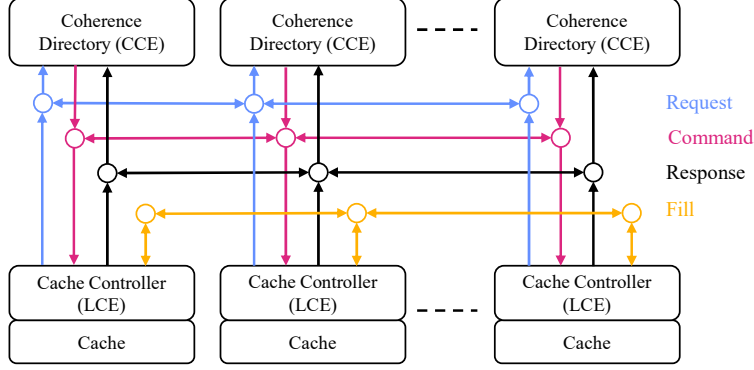 Coherence
Directory (CCE)
Coherence
Directory (CCE)
Coherence
Directory (CCE)
Request
Command
Response
Fill
Cache Controller
(LCE)
Cache
Cache Controller
(LCE)
Cache
Cache Controller
(LCE)
Cache